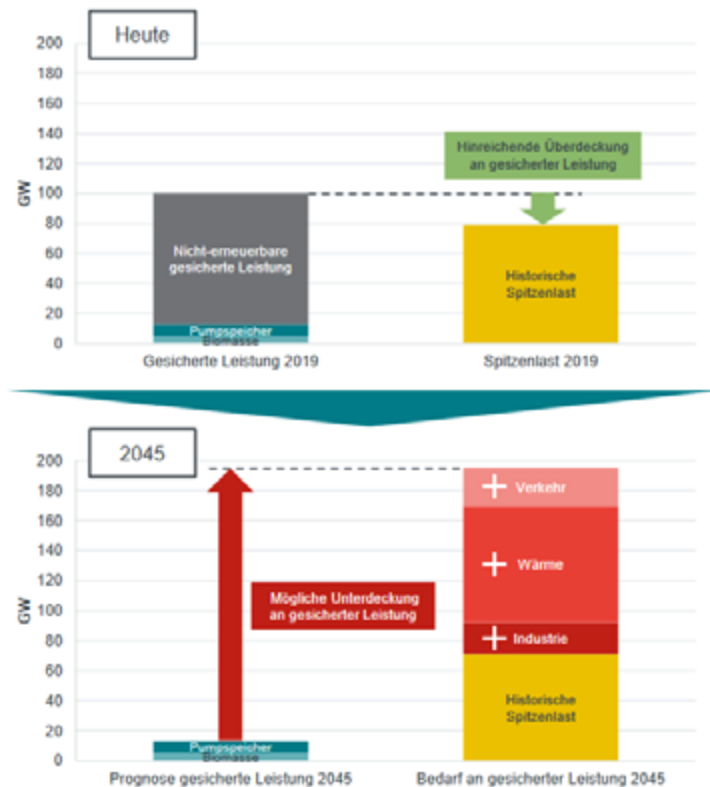 Heute
200
180
160
140
120
100
80
60
40
20
0
GW
Hinreichende Überdeckung
an gesicherter Leistung
Nicht-erneuerbare
gesicherte Leistung
Pumpspeicher
Biomasse
Historische
Spitzenlast
Gesicherte Leistung 2019
Spitzenlast 2019
2045
200
180
160
140
120
100
80
60
40
20
0
GW
Mögliche Unterdeckung
an gesicherter Leistung
+ Verkehr
+ Wärme
+ Industrie
Historische
Spitzenlast
Pumpspeicher
Biomasse
Prognose gesicherte Leistung 2045
Bedarf an gesicherter Leistung 2045